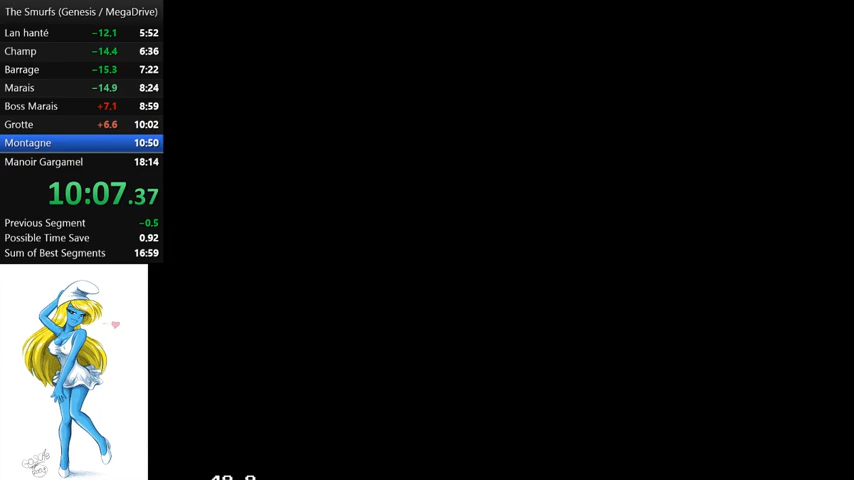 The Smurfs (Genesis / MegaDrive)
Lan hanté −12.1 5:52
Champ −14.4 6:36
Barrage −15.3 7:22
Marais −14.9 8:24
Boss Marais +7.1 8:59
Grotte +6.6 10:02
Montagne 10:50
Manoir Gargamel 18:14
10:07.37
Previous Segment −0.5
Possible Time Save 0.92
Sum of Best Segments 16:59